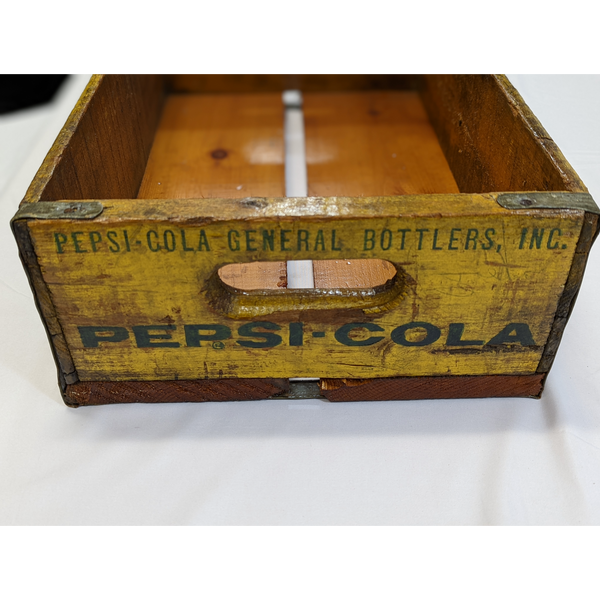 PEPSI-COLA GENERAL BOTTLERS, INC.
PEPSI-COLA